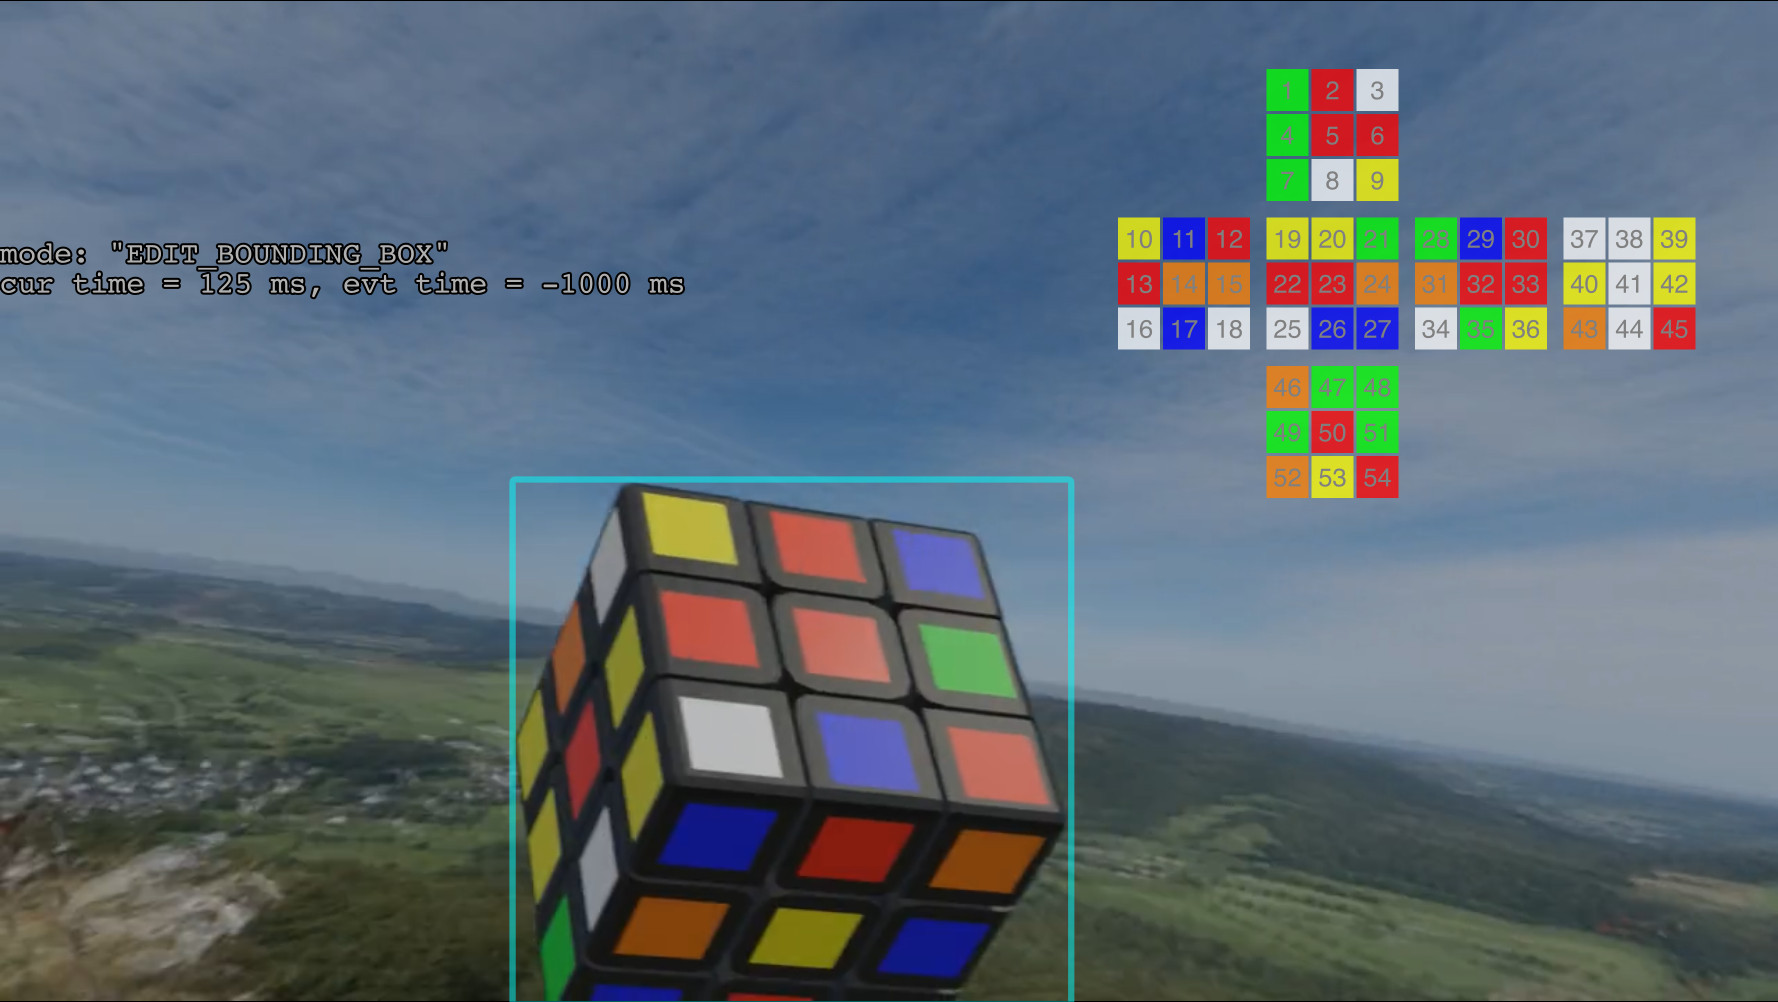 1 2 3
4 5 6
7 8 9
mode: "EDIT_BOUNDING_BOX"
cur time = 125 ms, evt time = -1000 ms
10 11 12 19 20 21 28 29 30 37 38 39
13 14 15 22 23 24 31 32 33 40 41 42
16 17 18 25 26 27 34 35 36 43 44 45
46 47 48
49 50 51
52 53 54